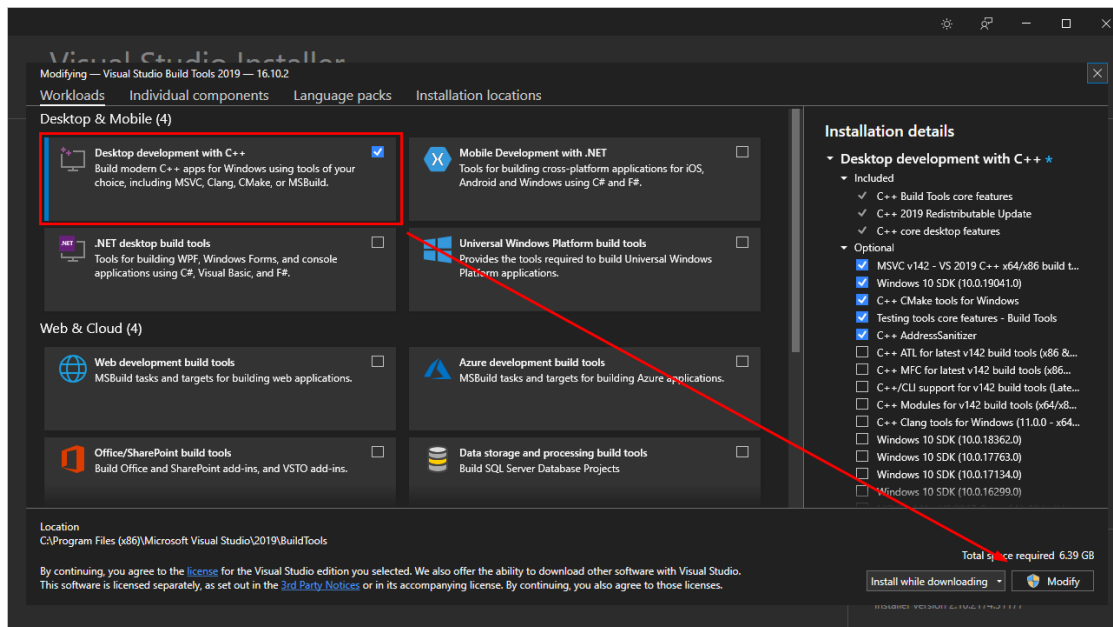 Visual Studio Installer
Modifying — Visual Studio Build Tools 2019 — 16.10.2
Workloads Individual components Language packs Installation locations
Desktop & Mobile (4)
Desktop development with C++
Build modern C++ apps for Windows using tools of your
choice, including MSVC, Clang, CMake, or MSBuild.
Mobile Development with .NET
Tools for building cross-platform applications for iOS,
Android and Windows using C# and F#.
.NET
.NET desktop build tools
Tools for building WPF, Windows Forms, and console
applications using C#, Visual Basic, and F#.
Universal Windows Platform build tools
Provides the tools required to build Universal Windows
Platform applications.
Web & Cloud (4)
Web development build tools
MSBuild tasks and targets for building web applications.
Azure development build tools
MSBuild tasks and targets for building Azure applications.
Office/SharePoint build tools
Build Office and SharePoint add-ins, and VSTO add-ins.
Data storage and processing build tools
Build SQL Server Database Projects
Installation details
Desktop development with C++ *
Included
C++ Build Tools core features
C++ 2019 Redistributable Update
C++ core desktop features
Optional
MSVC v142 - VS 2019 C++ x64/x86 build t...
Windows 10 SDK (10.0.19041.0)
C++ CMake tools for Windows
Testing tools core features - Build Tools
C++ AddressSanitizer
C++ ATL for latest v142 build tools (x86 &...
C++ MFC for latest v142 build tools (x86...
C++/CLI support for v142 build tools (Late...
C++ Modules for v142 build tools (x64/x8...
C++ Clang tools for Windows (11.0.0 - x64...
Windows 10 SDK (10.0.18362.0)
Windows 10 SDK (10.0.17763.0)
Windows 10 SDK (10.0.17134.0)
Windows 10 SDK (10.0.16299.0)
Location
C:\Program Files (x86)\Microsoft Visual Studio\2019\BuildTools
By continuing, you agree to the license for the Visual Studio edition you selected. We also offer the ability to download other software with Visual Studio.
This software is licensed separately, as set out in the 3rd Party Notices or in its accompanying license. By continuing, you also agree to those licenses.
Total space required 6.39 GB
Install while downloading
Modify